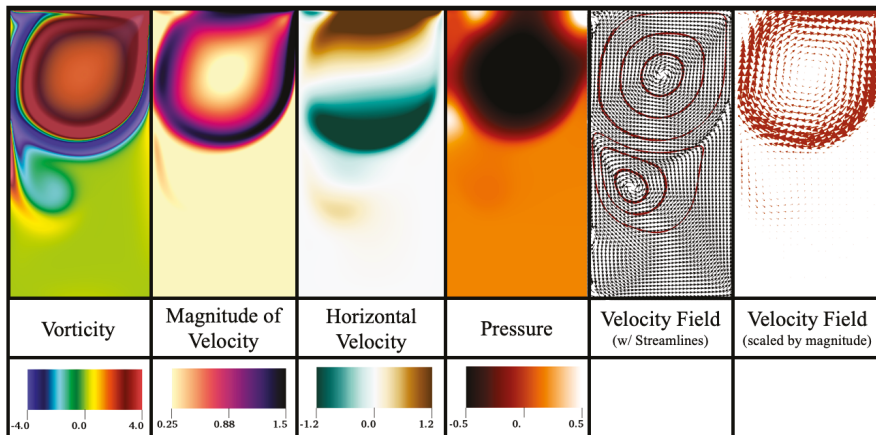 Vorticity
Magnitude of
Velocity
Horizontal
Velocity
Pressure
Velocity Field
(w/ Streamlines)
Velocity Field
(scaled by magnitude)
-4.0 0.0 4.0
0.25 0.88 1.5
-1.2 0.0 1.2
-0.5 0. 0.5